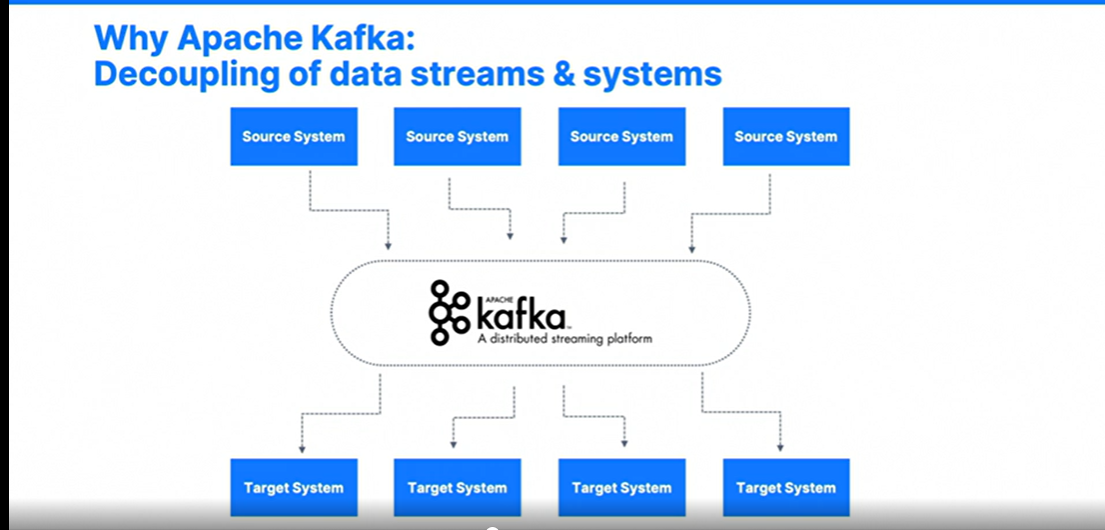 Why Apache Kafka:
Decoupling of data streams & systems
Source System
Source System
Source System
Source System
APACHE
kafka™
A distributed streaming platform
Target System
Target System
Target System
Target System